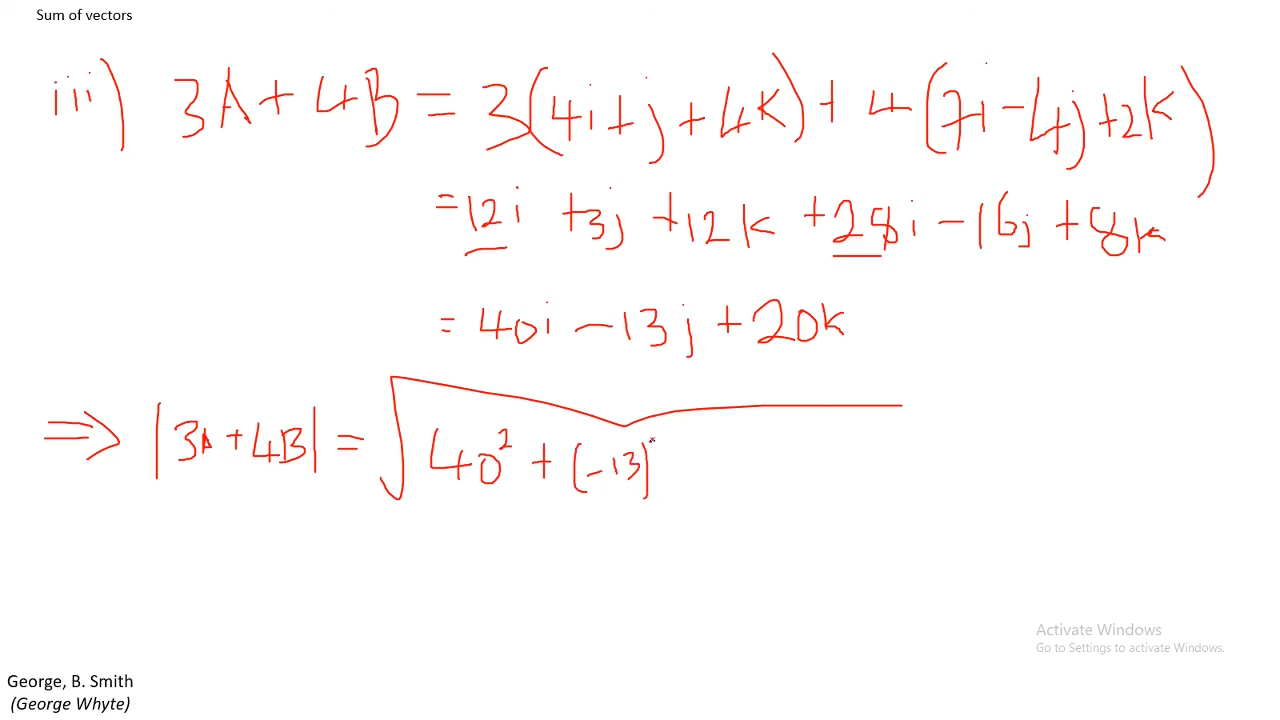 Sum of vectors
iii) 3A + 4B = 3(4i + j + 4k) + 4(7i - 4j + 2k)
= 12i + 3j + 12k + 28i - 16j + 8k
= 40i - 13j + 20k
⇒ |3A + 4B| = √40² + (-13)
Activate Windows
Go to Settings to activate Windows.
George, B. Smith
(George Whyte)